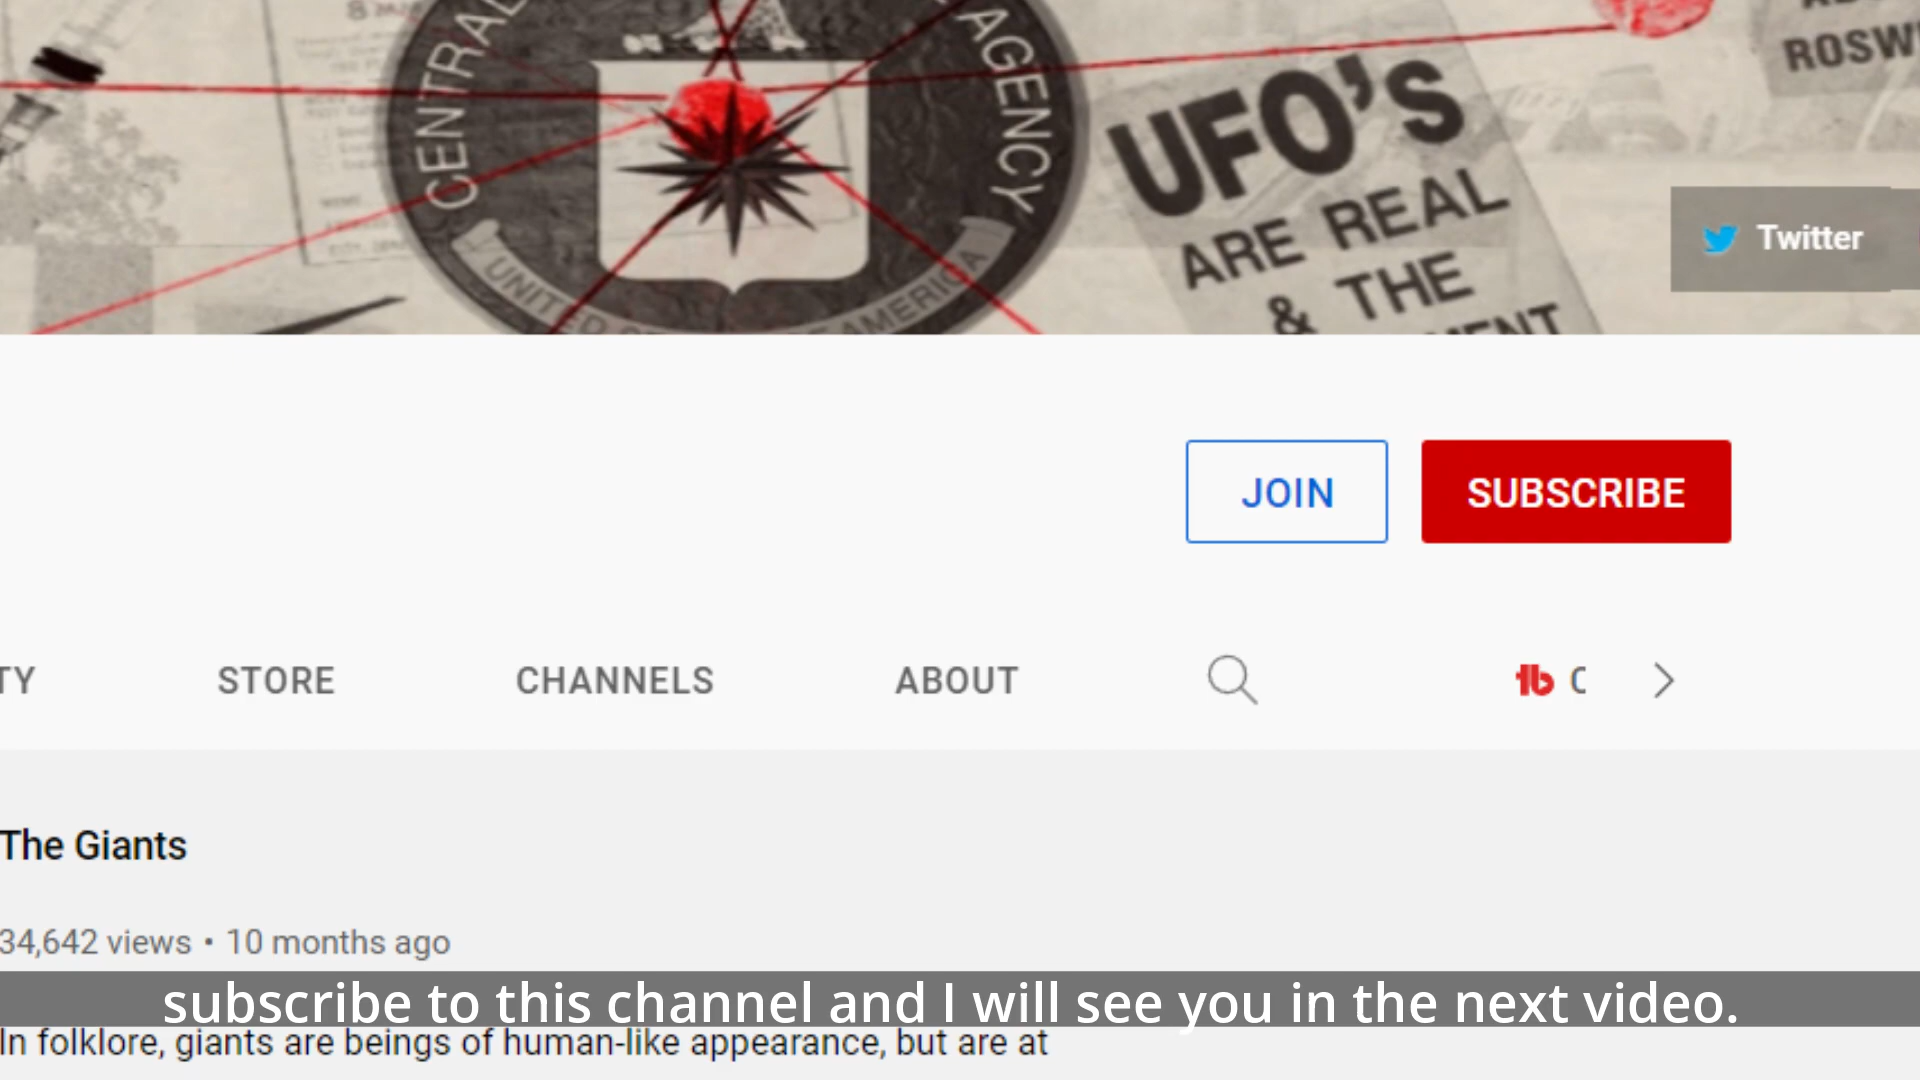 CENTRAL
AGENCY
UNITED
AMERICA
UFO's
ARE REAL
& THE
Twitter
JOIN
SUBSCRIBE
TY
STORE
CHANNELS
ABOUT
C
The Giants
34,642 views • 10 months ago
subscribe to this channel and I will see you in the next video.
In folklore, giants are beings of human-like appearance, but are at